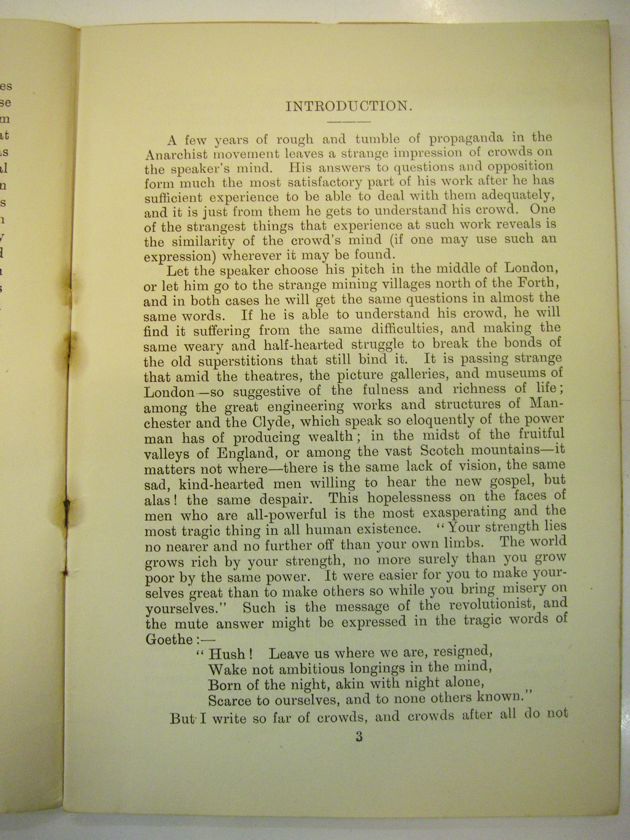 es
se
m
at
s
al
n
s
INTRODUCTION.
A few years of rough and tumble of propaganda in the
Anarchist movement leaves a strange impression of crowds on
the speaker's mind. His answers to questions and opposition
form much the most satisfactory part of his work after he has
sufficient experience to be able to deal with them adequately,
and it is just from them he gets to understand his crowd. One
of the strangest things that experience at such work reveals is
the similarity of the crowd's mind (if one may use such an
expression) wherever it may be found.
Let the speaker choose his pitch in the middle of London,
or let him go to the strange mining villages north of the Forth,
and in both cases he will get the same questions in almost the
same words. If he is able to understand his crowd, he will
find it suffering from the same difficulties, and making the
same weary and half-hearted struggle to break the bonds of
the old superstitions that still bind it. It is passing strange
that amid the theatres, the picture galleries, and museums of
London—so suggestive of the fulness and richness of life;
among the great engineering works and structures of Man-
chester and the Clyde, which speak so eloquently of the power
man has of producing wealth; in the midst of the fruitful
valleys of England, or among the vast Scotch mountains—it
matters not where—there is the same lack of vision, the same
sad, kind-hearted men willing to hear the new gospel, but
alas! the same despair. This hopelessness on the faces of
men who are all-powerful is the most exasperating and the
most tragic thing in all human existence. "Your strength lies
no nearer and no further off than your own limbs. The world
grows rich by your strength, no more surely than you grow
poor by the same power. It were easier for you to make your-
selves great than to make others so while you bring misery on
yourselves." Such is the message of the revolutionist, and
the mute answer might be expressed in the tragic words of
Goethe:—
"Hush! Leave us where we are, resigned,
Wake not ambitious longings in the mind,
Born of the night, akin with night alone,
Scarce to ourselves, and to none others known."
But I write so far of crowds, and crowds after all do not
3